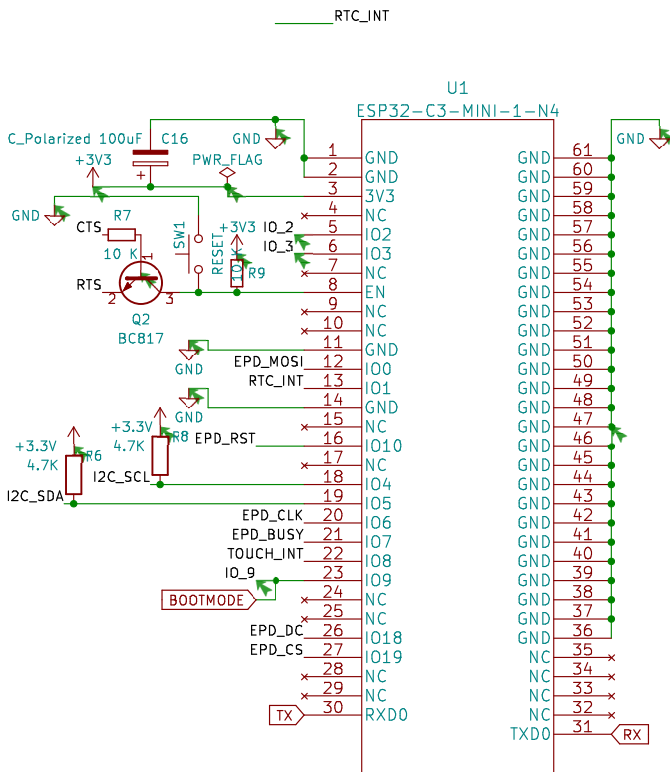 RTC_INT
U1
ESP32-C3-MINI-1-N4
C_Polarized 100uF C16
GND
GND
+3V3
PWR_FLAG
+
GND
R7
CTS
10 K
1
RTS
2
3
Q2
BC817
SW1
RESET
+3V3
10 K
R9
IO_2
IO_3
GND
EPD_MOSI
RTC_INT
GND
+3.3V
4.7K
R8
EPD_RST
+3.3V
4.7K
R6
I2C_SCL
I2C_SDA
EPD_CLK
EPD_BUSY
TOUCH_INT
IO_9
BOOTMODE
EPD_DC
EPD_CS
TX
1 GND GND 61
2 GND GND 60
3 3V3 GND 59
4 NC GND 58
5 IO2 GND 57
6 IO3 GND 56
7 NC GND 55
8 EN GND 54
9 NC GND 53
10 NC GND 52
11 GND GND 51
12 IO0 GND 50
13 IO1 GND 49
14 GND GND 48
15 NC GND 47
16 IO10 GND 46
17 NC GND 45
18 IO4 GND 44
19 IO5 GND 43
20 IO6 GND 42
21 IO7 GND 41
22 IO8 GND 40
23 IO9 GND 39
24 NC GND 38
25 NC GND 37
26 IO18 GND 36
27 IO19 NC 35
28 NC NC 34
29 NC NC 33
30 RXD0 NC 32
TXD0 31
RX